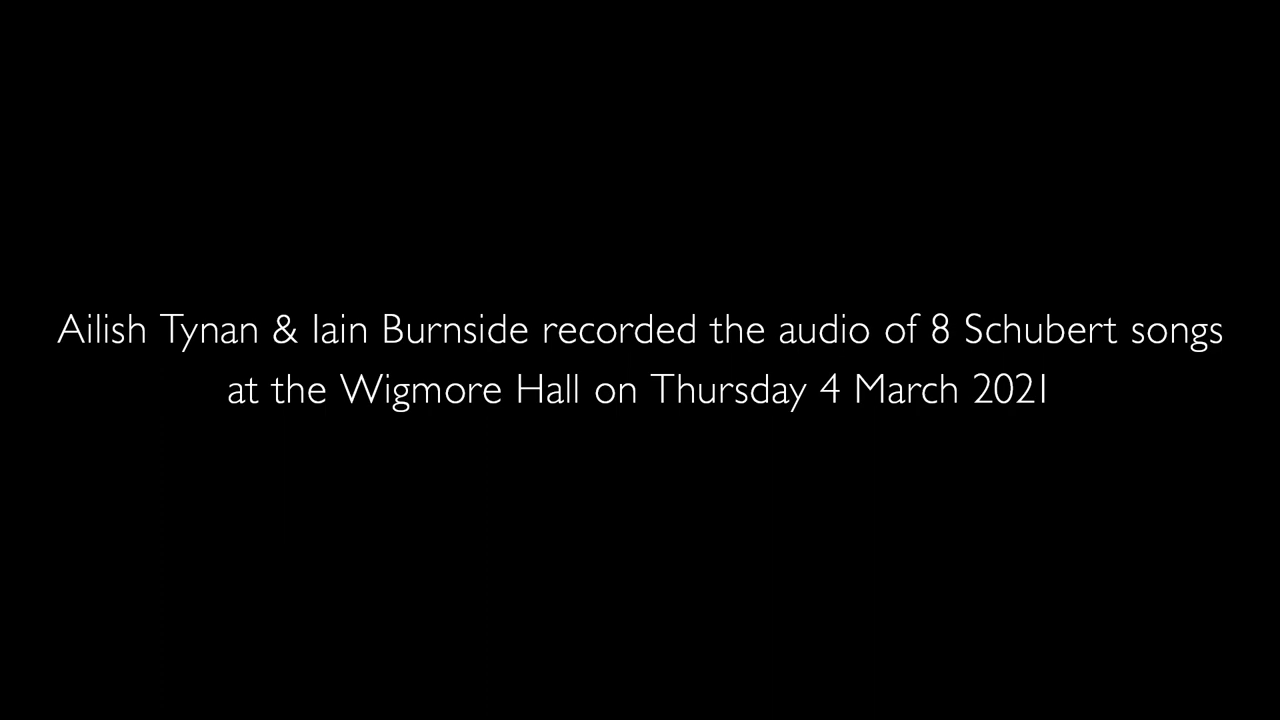 Ailish Tynan & Iain Burnside recorded the audio of 8 Schubert songs
at the Wigmore Hall on Thursday 4 March 2021